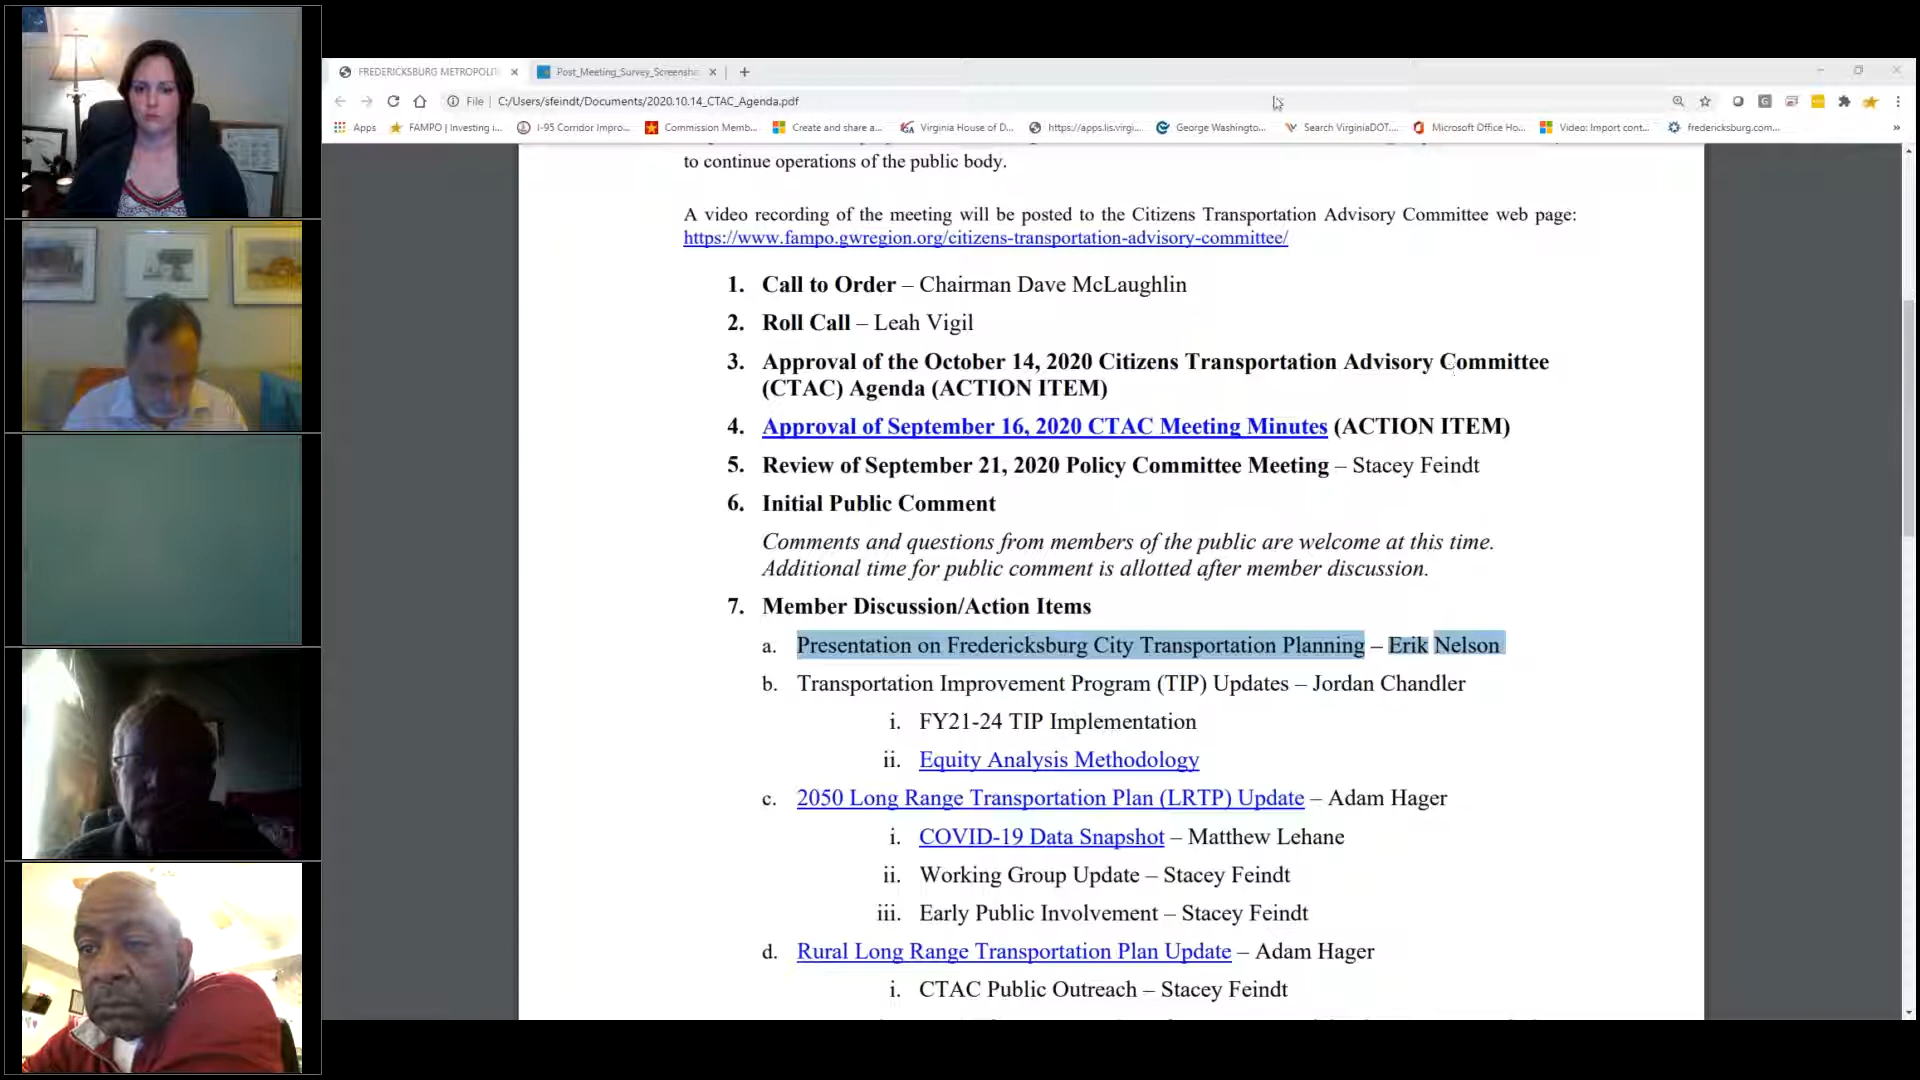 FREDERICKSBURG METROPOLIT
Post_Meeting_Survey_Screensh
File | C:/Users/sfeindt/Documents/2020.10.14_CTAC_Agenda.pdf
Apps
FAMPO | Investing i...
I-95 Corridor Impro...
Commission Memb...
Create and share a...
Virginia House of D...
https://apps.lis.virgi...
George Washingto...
Search VirginiaDOT....
Microsoft Office Ho...
Video: Import cont...
fredericksburg.com...
to continue operations of the public body.
A video recording of the meeting will be posted to the Citizens Transportation Advisory Committee web page:
https://www.fampo.gwregion.org/citizens-transportation-advisory-committee/
1. Call to Order – Chairman Dave McLaughlin
2. Roll Call – Leah Vigil
3. Approval of the October 14, 2020 Citizens Transportation Advisory Committee
(CTAC) Agenda (ACTION ITEM)
4. Approval of September 16, 2020 CTAC Meeting Minutes (ACTION ITEM)
5. Review of September 21, 2020 Policy Committee Meeting – Stacey Feindt
6. Initial Public Comment
Comments and questions from members of the public are welcome at this time.
Additional time for public comment is allotted after member discussion.
7. Member Discussion/Action Items
a. Presentation on Fredericksburg City Transportation Planning – Erik Nelson
b. Transportation Improvement Program (TIP) Updates – Jordan Chandler
i. FY21-24 TIP Implementation
ii. Equity Analysis Methodology
c. 2050 Long Range Transportation Plan (LRTP) Update – Adam Hager
i. COVID-19 Data Snapshot – Matthew Lehane
ii. Working Group Update – Stacey Feindt
iii. Early Public Involvement – Stacey Feindt
d. Rural Long Range Transportation Plan Update – Adam Hager
i. CTAC Public Outreach – Stacey Feindt